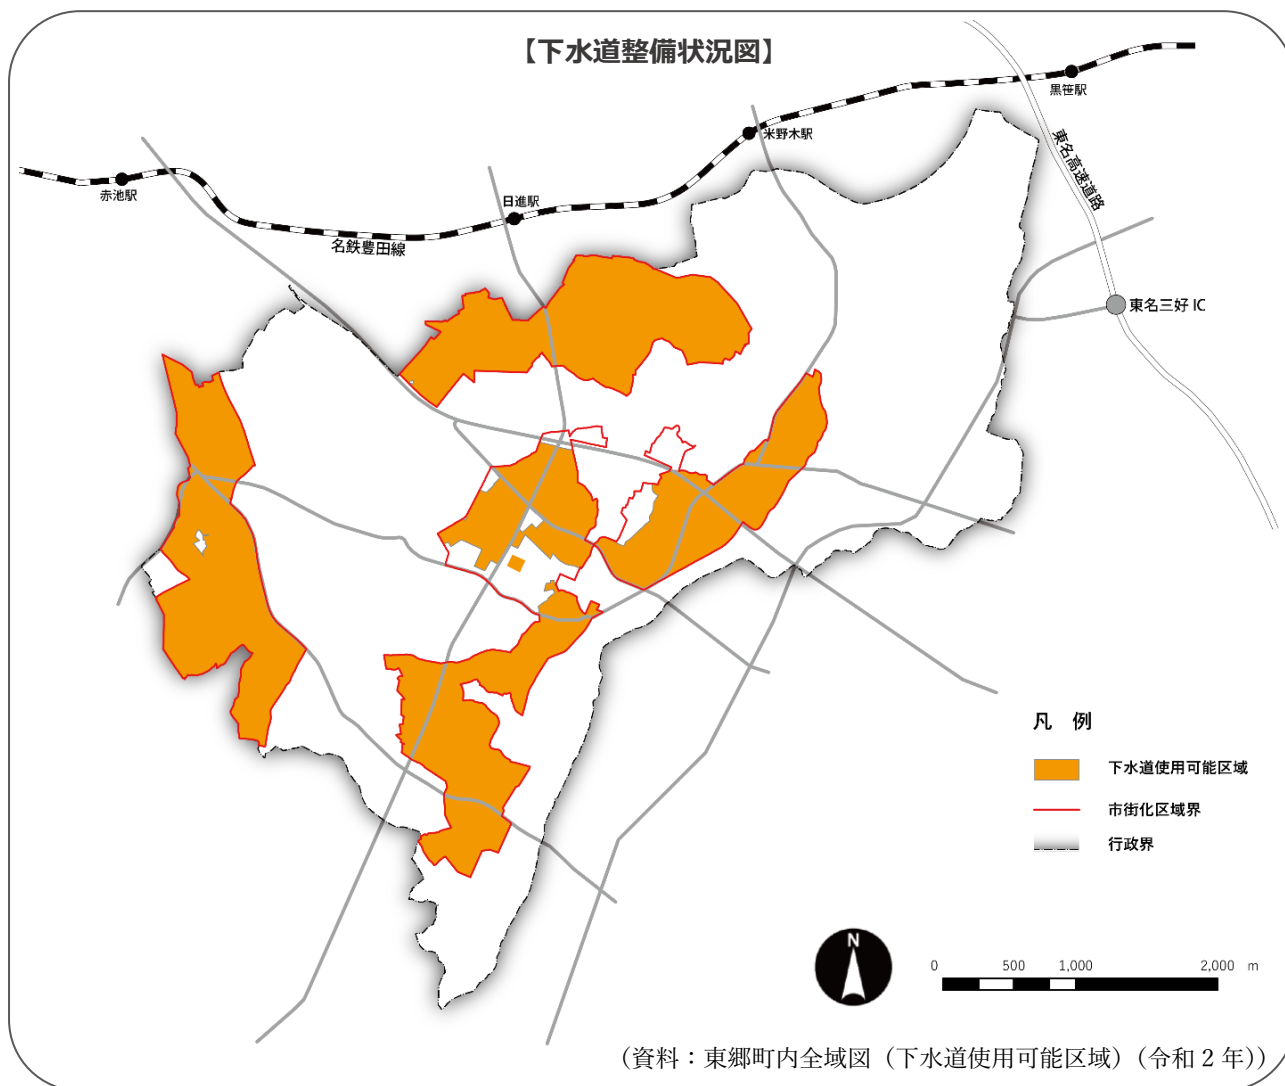 【下水道整備状況図】
黒笹駅
米野木駅
東名高速道路
赤池駅
日進駅
名鉄豊田線
東名三好 IC
凡 例
下水道使用可能区域
市街化区域界
行政界
N
0 500 1,000 2,000 m
（資料：東郷町内全域図（下水道使用可能区域）（令和 2 年））